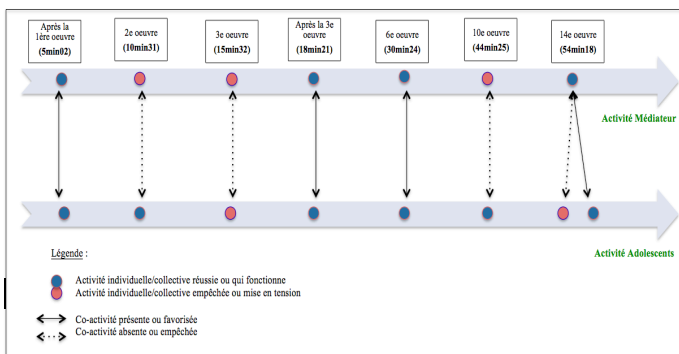 Après la
1ère oeuvre
(5min02)
2e oeuvre
(10min31)
3e oeuvre
(15min32)
Après la 3e
oeuvre
(18min21)
6e oeuvre
(30min24)
10e oeuvre
(44min25)
14e oeuvre
(54min18)
Activité Médiateur
Activité Adolescents
Légende :
Activité individuelle/collective réussie ou qui fonctionne
Activité individuelle/collective empêchée ou mise en tension
Co-activité présente ou favorisée
Co-activité absente ou empêchée